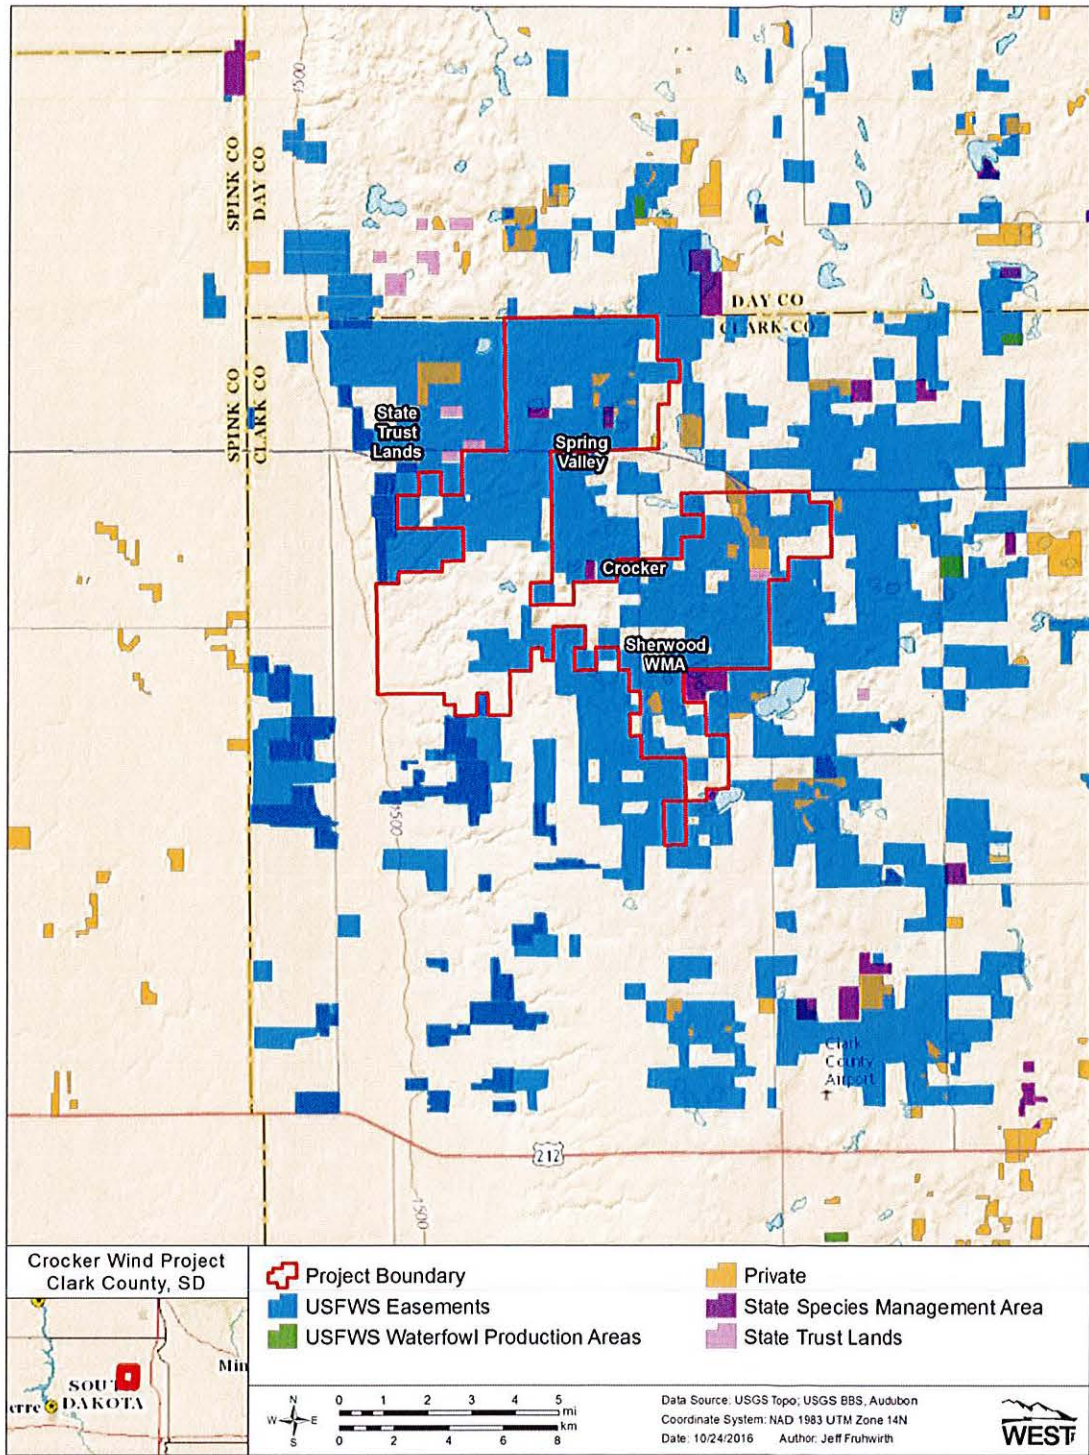 1500
SPINK CO
DAY CO
DAY CO
CLARK CO
SPINK CO
CLARK CO
State
Trust
Lands
Spring
Valley
Crocker
Sherwood
WMA
1500
Clark
County
Airport
212
1500
Crocker Wind Project
Clark County, SD
Min
SOUT
DAKOTA
erre
Project Boundary
USFWS Easements
USFWS Waterfowl Production Areas
Private
State Species Management Area
State Trust Lands
N
W E
S
0 1 2 3 4 5
mi
km
0 2 4 6 8
Data Source: USGS Topo; USGS BBS, Audubon
Coordinate System: NAD 1983 UTM Zone 14N
Date: 10/24/2016 Author: Jeff Fruhwirth
WEST